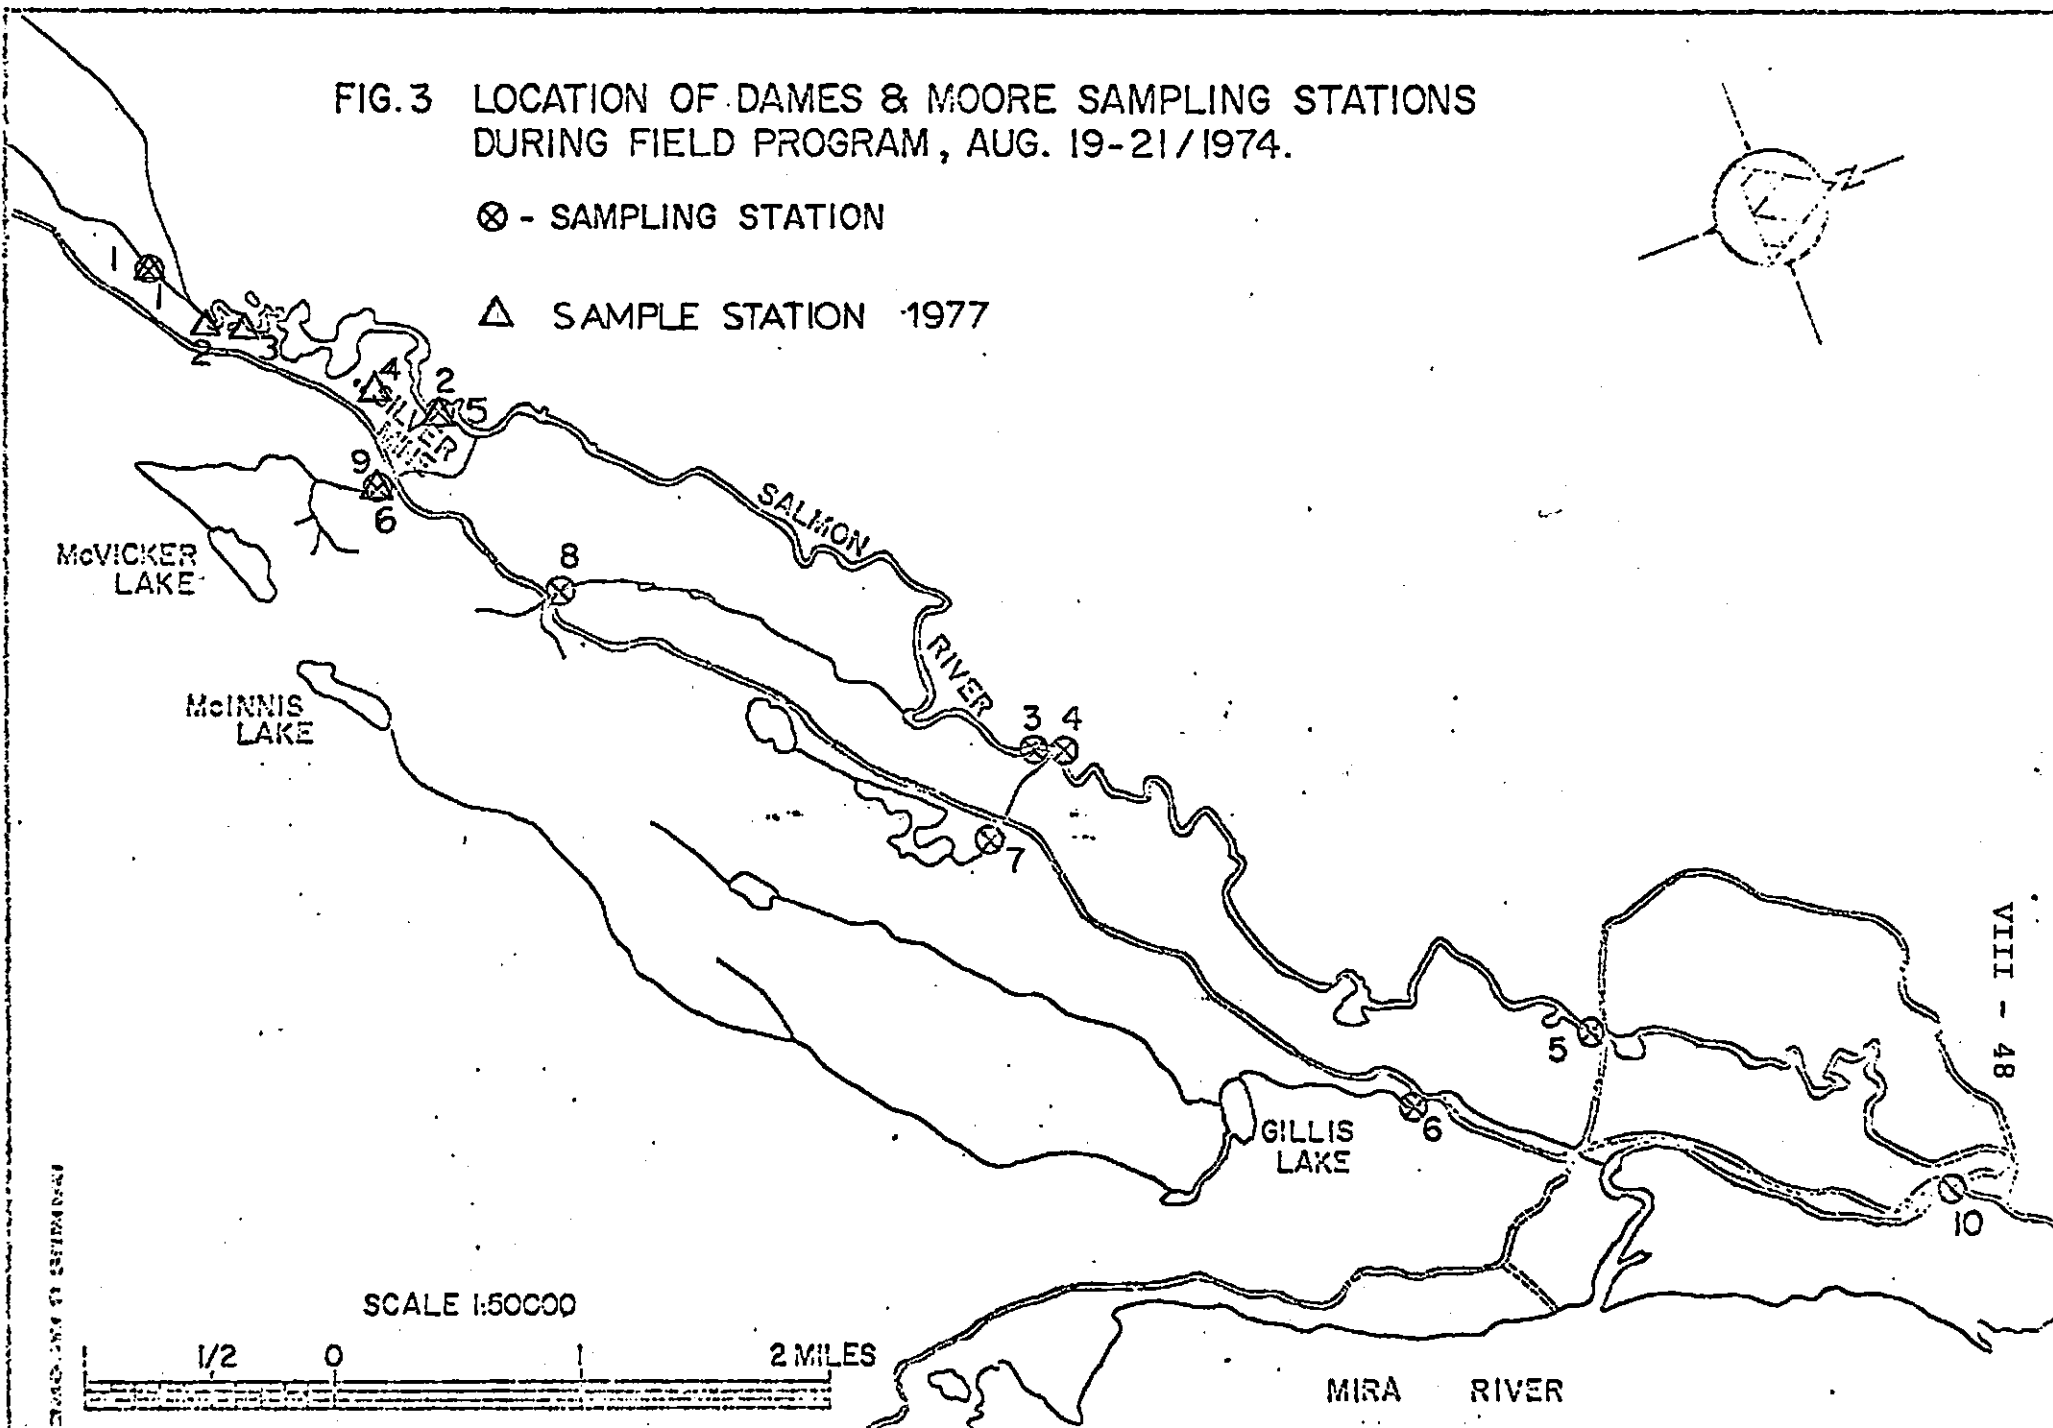 FIG. 3 LOCATION OF DAMES & MOORE SAMPLING STATIONS
DURING FIELD PROGRAM, AUG. 19-21/1974.
⊗ - SAMPLING STATION
△ SAMPLE STATION 1977
1
1
2
3
4
2
5
9
6
SALMON
RIVER
McVICKER
LAKE
8
McINNIS
LAKE
3
4
7
5
6
GILLIS
LAKE
10
VIII - 48
SCALE 1:50000
1/2 0 1 2 MILES
MIRA RIVER